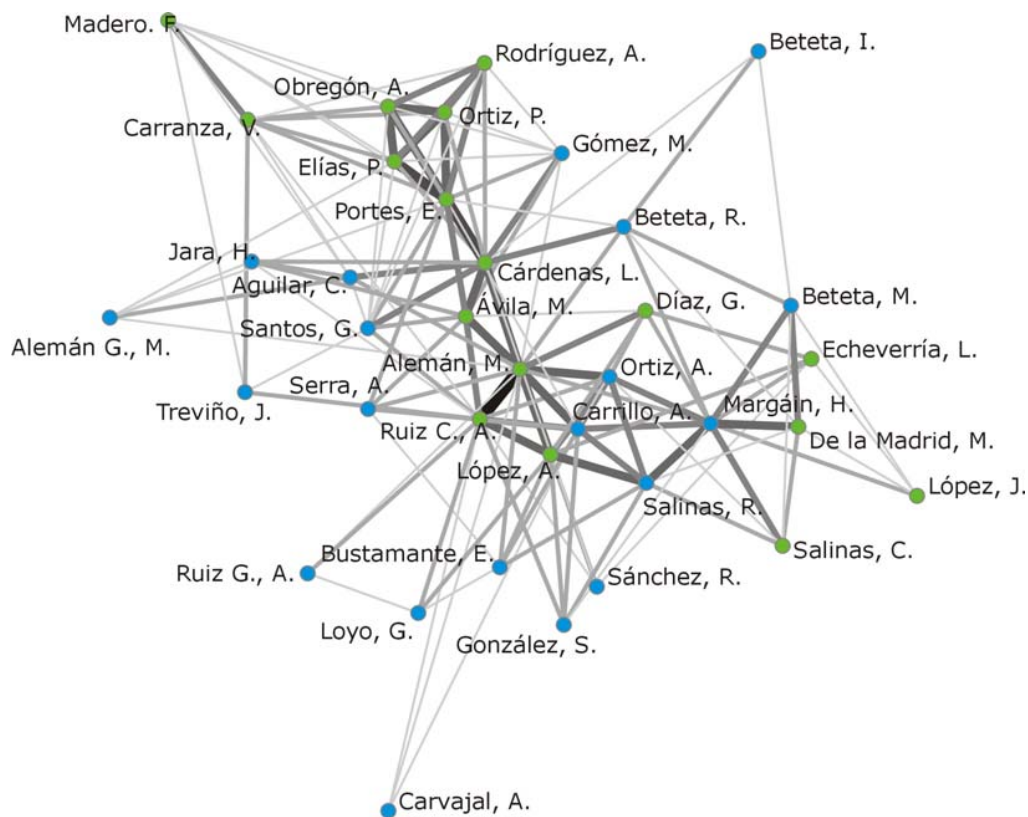 Madero. F.
Rodríguez, A.
Beteta, I.
Obregón, A.
Ortiz, P.
Carranza, V.
Gómez, M.
Elías, P.
Portes, E.
Beteta, R.
Jara, H.
Cárdenas, L.
Aguilar, C.
Ávila, M.
Díaz, G.
Beteta, M.
Santos, G.
Alemán G., M.
Echeverría, L.
Alemán, M.
Ortiz, A.
Serra, A.
Treviño, J.
Carrillo, A.
Margáin, H.
Ruiz C., A.
De la Madrid, M.
López, A.
López, J.
Salinas, R.
Bustamante, E.
Salinas, C.
Ruiz G., A.
Sánchez, R.
Loyo, G.
González, S.
Carvajal, A.